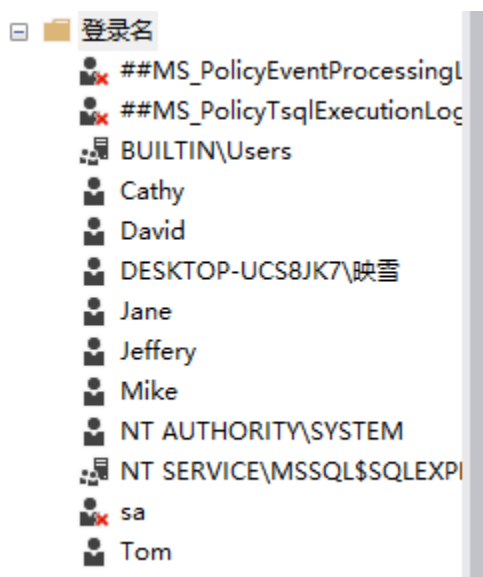 登录名
##MS_PolicyEventProcessingL
##MS_PolicyTsqlExecutionLog
BUILTIN\Users
Cathy
David
DESKTOP-UCS8JK7\映雪
Jane
Jeffery
Mike
NT AUTHORITY\SYSTEM
NT SERVICE\MSSQL$SQLEXPI
sa
Tom